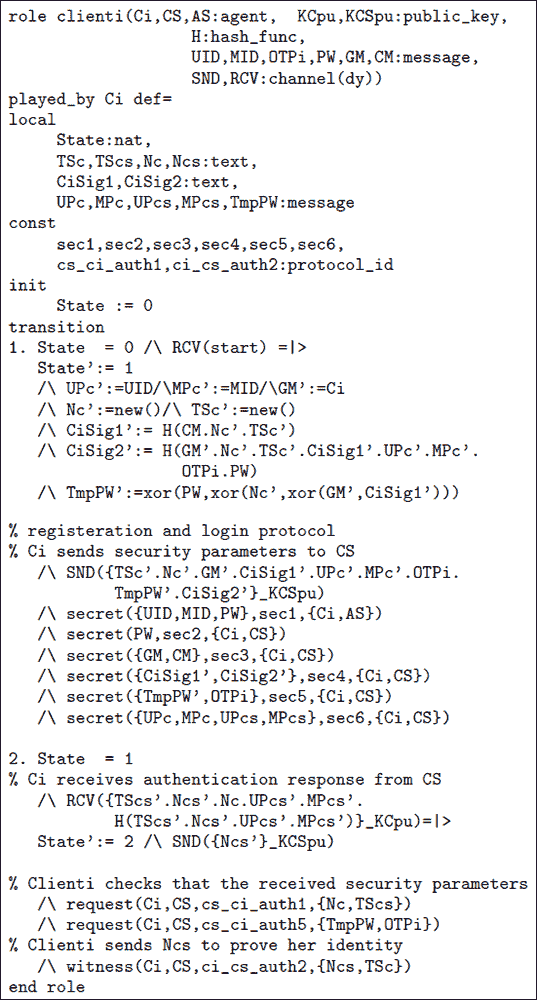 role clienti(Ci,CS,AS:agent, KCpu,KCSpu:public_key,
H:hash_func,
UID,MID,OTPi,PW,GM,CM:message,
SND,RCV:channel(dy))
played_by Ci def=
local
State:nat,
TSc,TScs,Nc,Ncs:text,
CiSig1,CiSig2:text,
UPc,MPc,UPcs,MPcs,TmpPW:message
const
sec1,sec2,sec3,sec4,sec5,sec6,
cs_ci_auth1,ci_cs_auth2:protocol_id
init
State := 0
transition
1. State = 0 /\ RCV(start) =|>
State':= 1
/\ UPc':=UID/\MPc':=MID/\GM':=Ci
/\ Nc':=new()/\ TSc':=new()
/\ CiSig1':= H(CM.Nc'.TSc')
/\ CiSig2':= H(GM'.Nc'.TSc'.CiSig1'.UPc'.MPc'.
OTPi.PW)
/\ TmpPW':=xor(PW,xor(Nc',xor(GM',CiSig1')))
% registeration and login protocol
% Ci sends security parameters to CS
/\ SND({TSc'.Nc'.GM'.CiSig1'.UPc'.MPc'.OTPi.
TmpPW'.CiSig2'}_KCSpu)
/\ secret({UID,MID,PW},sec1,{Ci,AS})
/\ secret(PW,sec2,{Ci,CS})
/\ secret({GM,CM},sec3,{Ci,CS})
/\ secret({CiSig1',CiSig2'},sec4,{Ci,CS})
/\ secret({TmpPW',OTPi},sec5,{Ci,CS})
/\ secret({UPc,MPc,UPcs,MPcs},sec6,{Ci,CS})
2. State = 1
% Ci receives authentication response from CS
/\ RCV({TScs'.Ncs'.Nc.UPcs'.MPcs'.
H(TScs'.Ncs'.UPcs'.MPcs')}_KCpu)=|>
State':= 2 /\ SND({Ncs'}_KCSpu)
% Clienti checks that the received security parameters
/\ request(Ci,CS,cs_ci_auth1,{Nc,TScs})
/\ request(Ci,CS,cs_ci_auth5,{TmpPW,OTPi})
% Clienti sends Ncs to prove her identity
/\ witness(Ci,CS,ci_cs_auth2,{Ncs,TSc})
end role